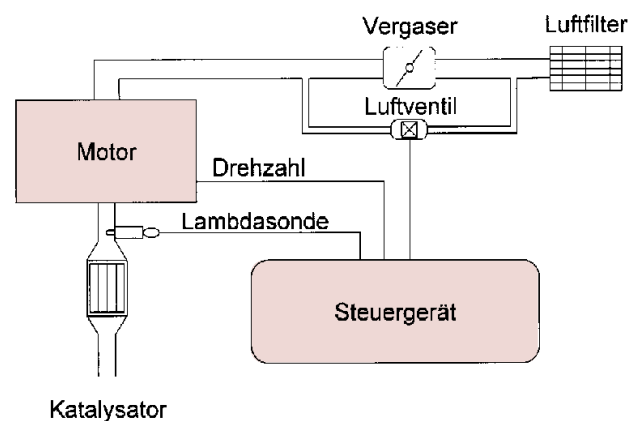 Vergaser
Luftfilter
Luftventil
Motor
Drehzahl
Lambdasonde
Steuergerät
Katalysator